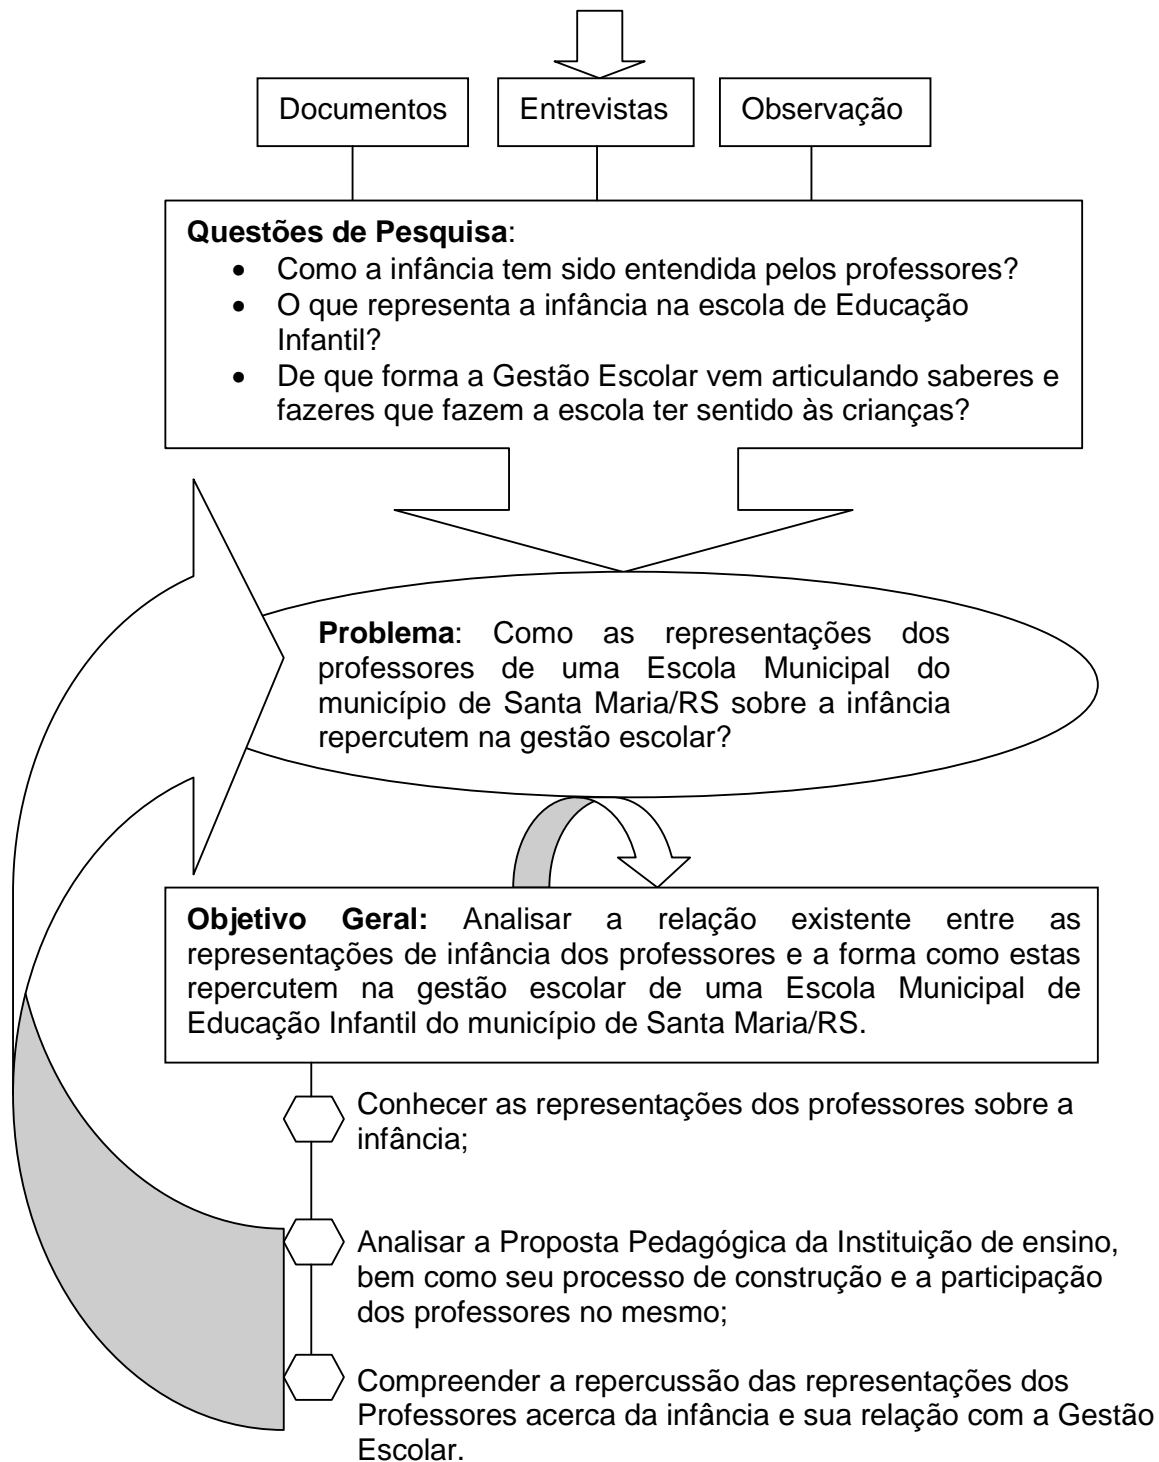 Documentos
Entrevistas
Observação
Questões de Pesquisa:
• Como a infância tem sido entendida pelos professores?
• O que representa a infância na escola de Educação
Infantil?
• De que forma a Gestão Escolar vem articulando saberes e
fazeres que fazem a escola ter sentido às crianças?
Problema: Como as representações dos
professores de uma Escola Municipal do
município de Santa Maria/RS sobre a infância
repercutem na gestão escolar?
Objetivo Geral: Analisar a relação existente entre as
representações de infância dos professores e a forma como estas
repercutem na gestão escolar de uma Escola Municipal de
Educação Infantil do município de Santa Maria/RS.
Conhecer as representações dos professores sobre a
infância;
Analisar a Proposta Pedagógica da Instituição de ensino,
bem como seu processo de construção e a participação
dos professores no mesmo;
Compreender a repercussão das representações dos
Professores acerca da infância e sua relação com a Gestão
Escolar.